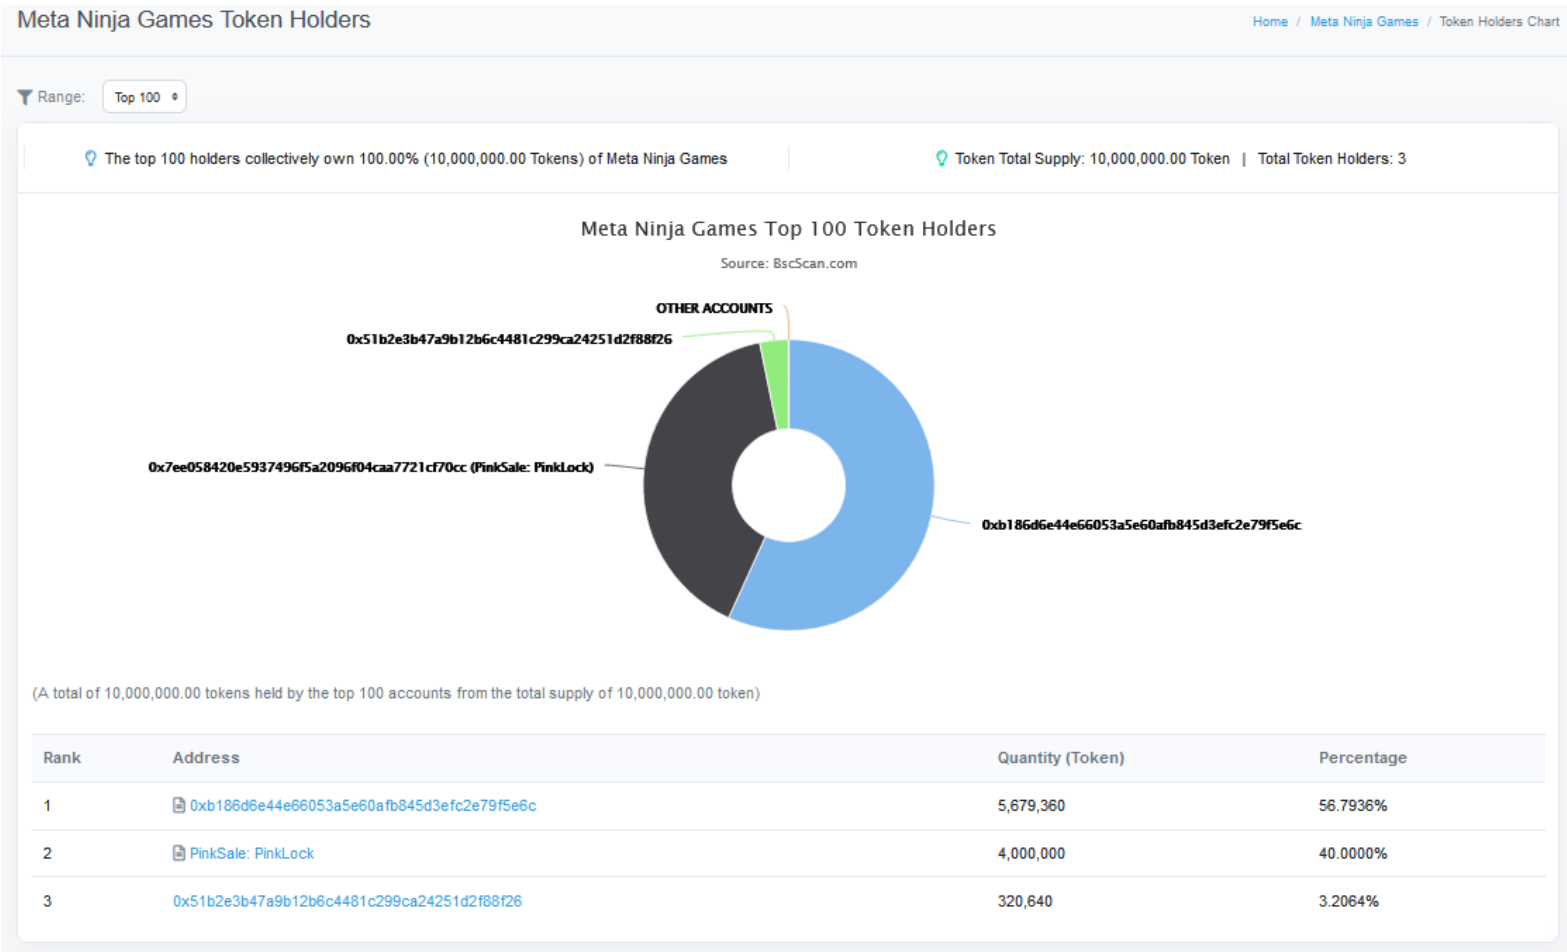 Meta Ninja Games Token Holders
Home / Meta Ninja Games / Token Holders Chart
Range: Top 100
The top 100 holders collectively own 100.00% (10,000,000.00 Tokens) of Meta Ninja Games
Token Total Supply: 10,000,000.00 Token | Total Token Holders: 3
Meta Ninja Games Top 100 Token Holders
Source: BscScan.com
OTHER ACCOUNTS
0x51b2e3b47a9b12b6c4481c299ca24251d2f88f26
0x7ee058420e5937496f5a2096f04caa7721cf70cc (PinkSale: PinkLock)
0xb186d6e44e66053a5e60afb845d3efc2e79f5e6c
(A total of 10,000,000.00 tokens held by the top 100 accounts from the total supply of 10,000,000.00 token)
Rank Address Quantity (Token) Percentage
1 0xb186d6e44e66053a5e60afb845d3efc2e79f5e6c 5,679,360 56.7936%
2 PinkSale: PinkLock 4,000,000 40.0000%
3 0x51b2e3b47a9b12b6c4481c299ca24251d2f88f26 320,640 3.2064%